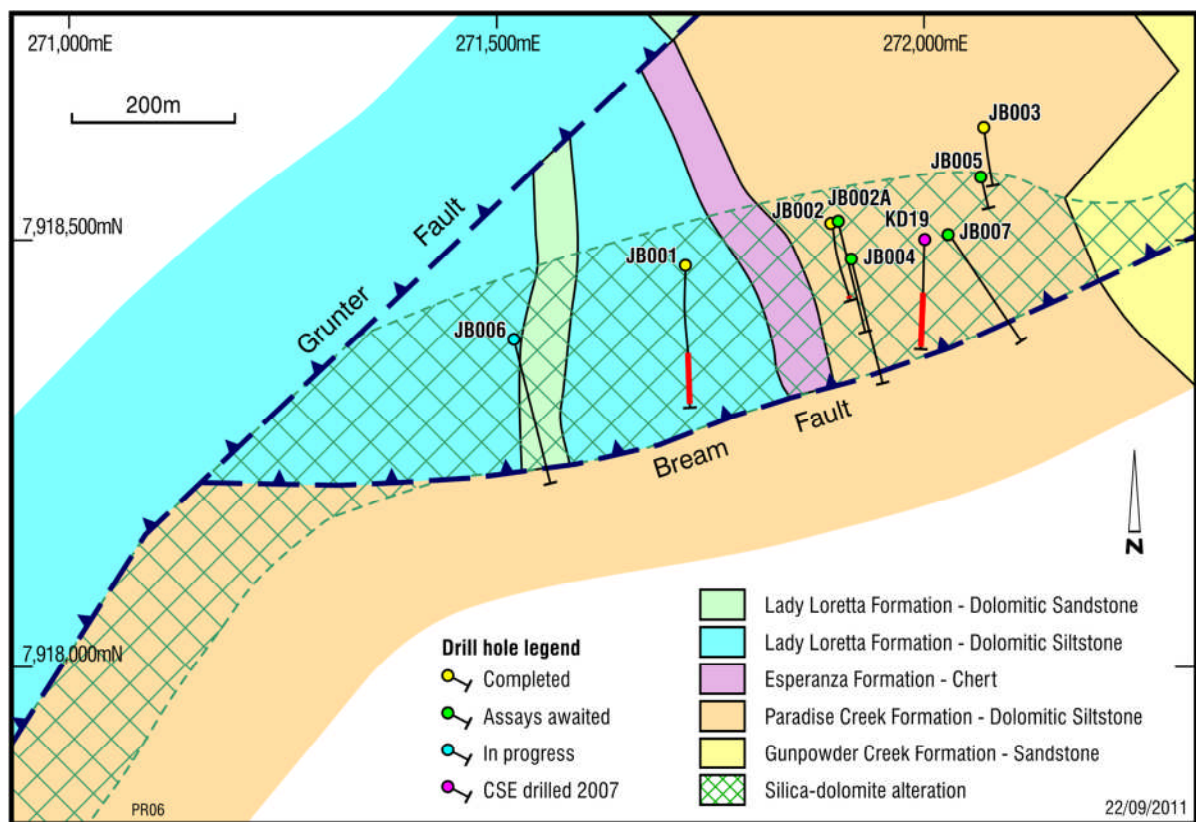 271,000mE
271,500mE
272,000mE
200m
JB003
JB005
JB002A
JB002
KD19
JB007
7,918,500mN
Fault
JB004
JB001
Grunter
JB006
Fault
Bream
N
Lady Loretta Formation - Dolomitic Sandstone
Lady Loretta Formation - Dolomitic Siltstone
Esperanza Formation - Chert
Paradise Creek Formation - Dolomitic Siltstone
Gunpowder Creek Formation - Sandstone
Silica-dolomite alteration
7,918,000mN
Drill hole legend
Completed
Assays awaited
In progress
CSE drilled 2007
PR06
22/09/2011